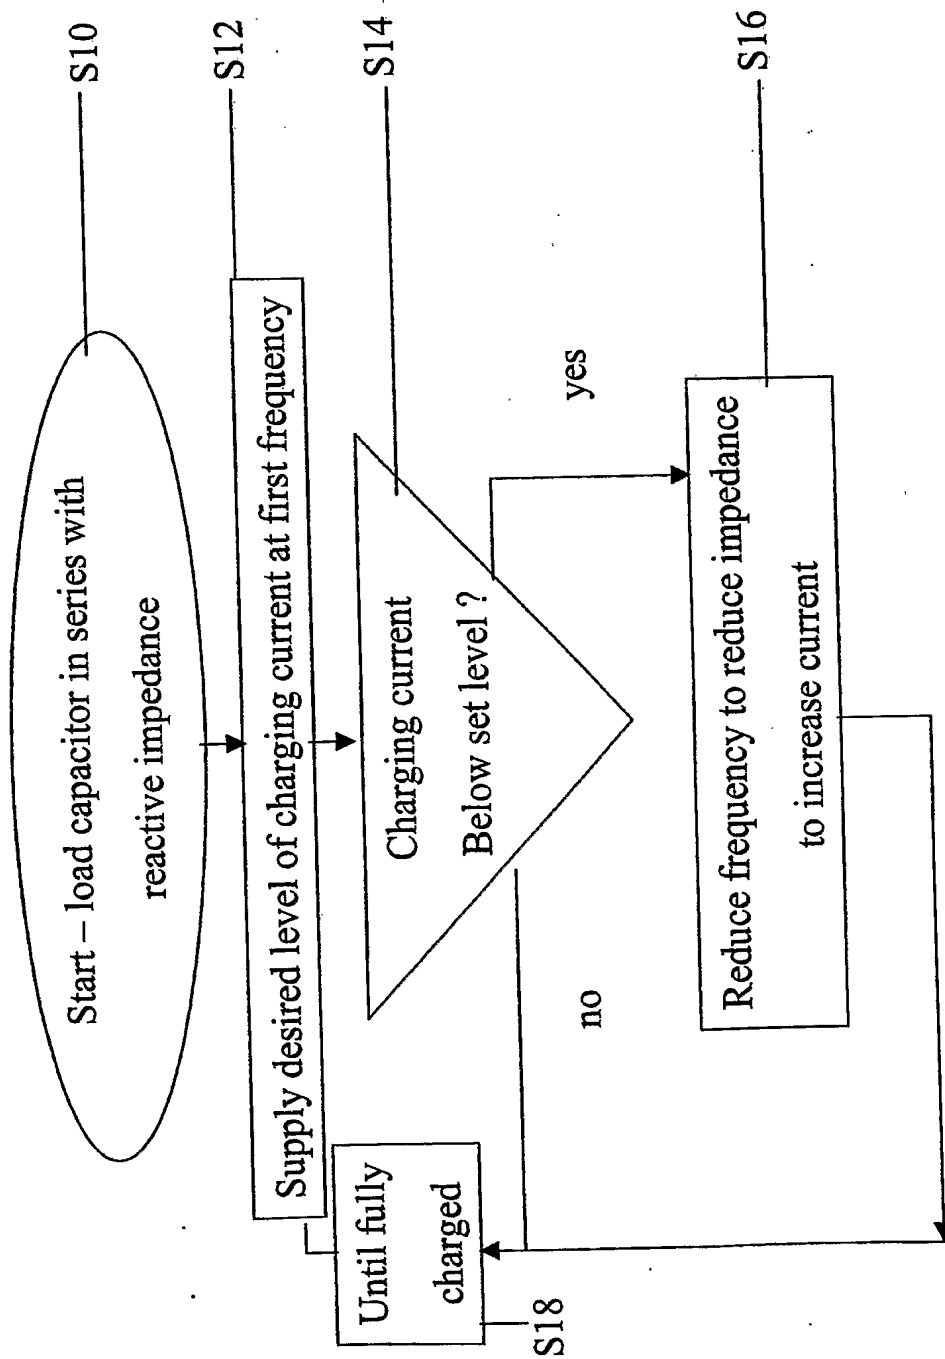 Start – load capacitor in series with
reactive impedance
S10
Supply desired level of charging current at first frequency
S12
Charging current
Below set level ?
S14
yes
no
Reduce frequency to reduce impedance
to increase current
S16
Until fully
charged
S18